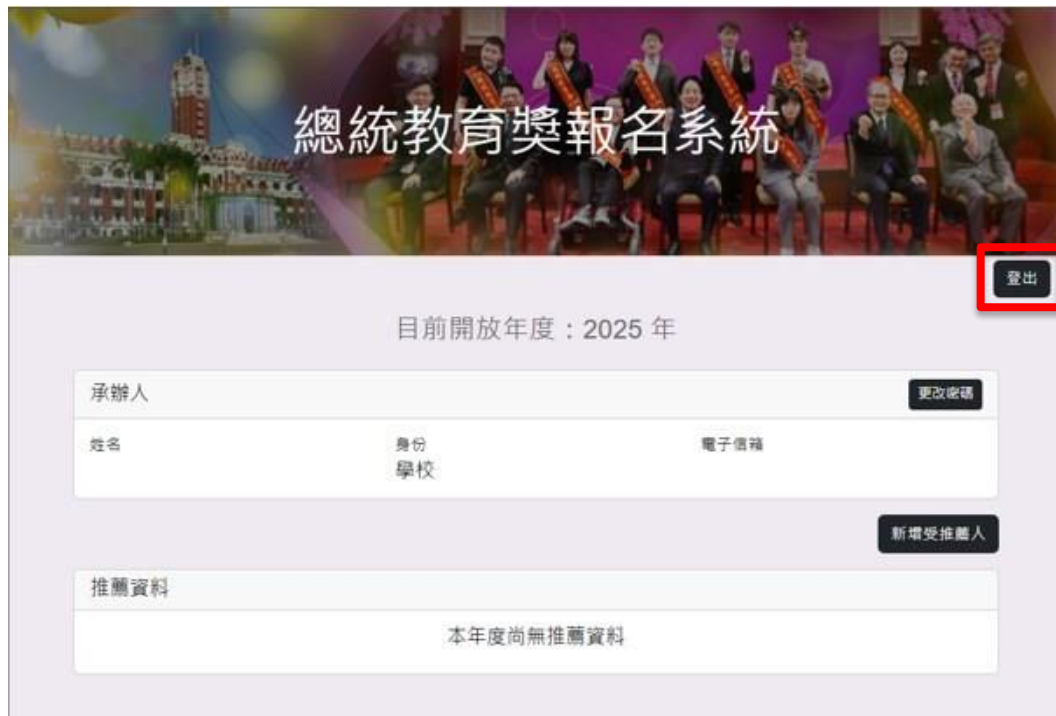 總統教育獎報名系統
登出
目前開放年度：2025 年
承辦人
更改密碼
姓名
身份
電子信箱
學校
新增受推薦人
推薦資料
本年度尚無推薦資料